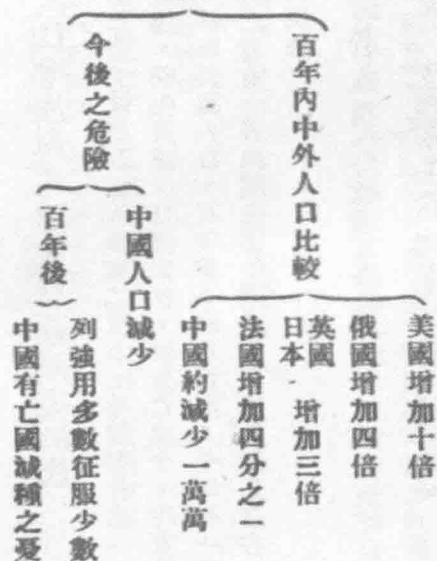 百年內中外人口比較
美國增加十倍
俄國增加四倍
英國
日本
增加三倍
法國增加四分之一
中國約減少一萬萬
今後之危險
中國人口減少
百年後
列強用多數征服少數
中國有亡國滅種之憂